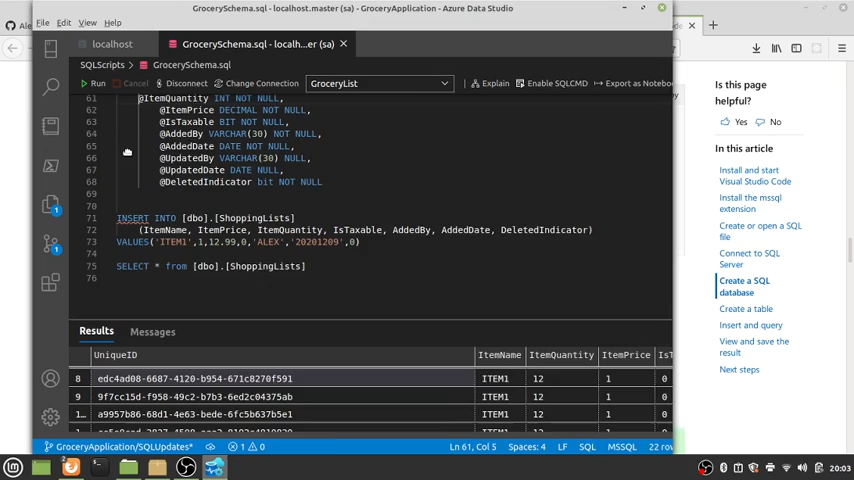 GrocerySchema.sql - localhost.master (sa) - GroceryApplication - Azure Data Studio
File Edit View Help
localhost
GrocerySchema.sql - localh...er (sa)
SQLScripts > GrocerySchema.sql
Run Cancel Disconnect Change Connection GroceryList Explain Enable SQLCMD Export as Notebo
61 @ItemQuantity INT NOT NULL,
62 @ItemPrice DECIMAL NOT NULL,
63 @IsTaxable BIT NOT NULL,
64 @AddedBy VARCHAR(30) NOT NULL,
65 @AddedDate DATE NOT NULL,
66 @UpdatedBy VARCHAR(30) NULL,
67 @UpdatedDate DATE NULL,
68 @DeletedIndicator bit NOT NULL
69
70
71 INSERT INTO [dbo].[ShoppingLists]
72 (ItemName, ItemPrice, ItemQuantity, IsTaxable, AddedBy, AddedDate, DeletedIndicator)
73 VALUES('ITEM1',1,12.99,0,'ALEX','20201209',0)
74
75 SELECT * from [dbo].[ShoppingLists]
76
Results Messages
UniqueID ItemName ItemQuantity ItemPrice IsT
8 edc4ad08-6687-4120-b954-671c8270f591 ITEM1 12 1 0
9 9f7cc15d-f958-49c2-b7b3-6ed2c04375ab ITEM1 12 1 0
1... a9957b86-68d1-4e63-bede-6fc5b637b5e1 ITEM1 12 1 0
GroceryApplication/SQLUpdates* 1 0 Ln 61, Col 5 Spaces: 4 LF SQL MSSQL 22 row
Is this page
helpful?
Yes No
In this article
Install and start
Visual Studio Code
Install the mssql
extension
Create or open a SQL
file
Connect to SQL
Server
Create a SQL
database
Create a table
Insert and query
View and save the
result
Next steps
20:03